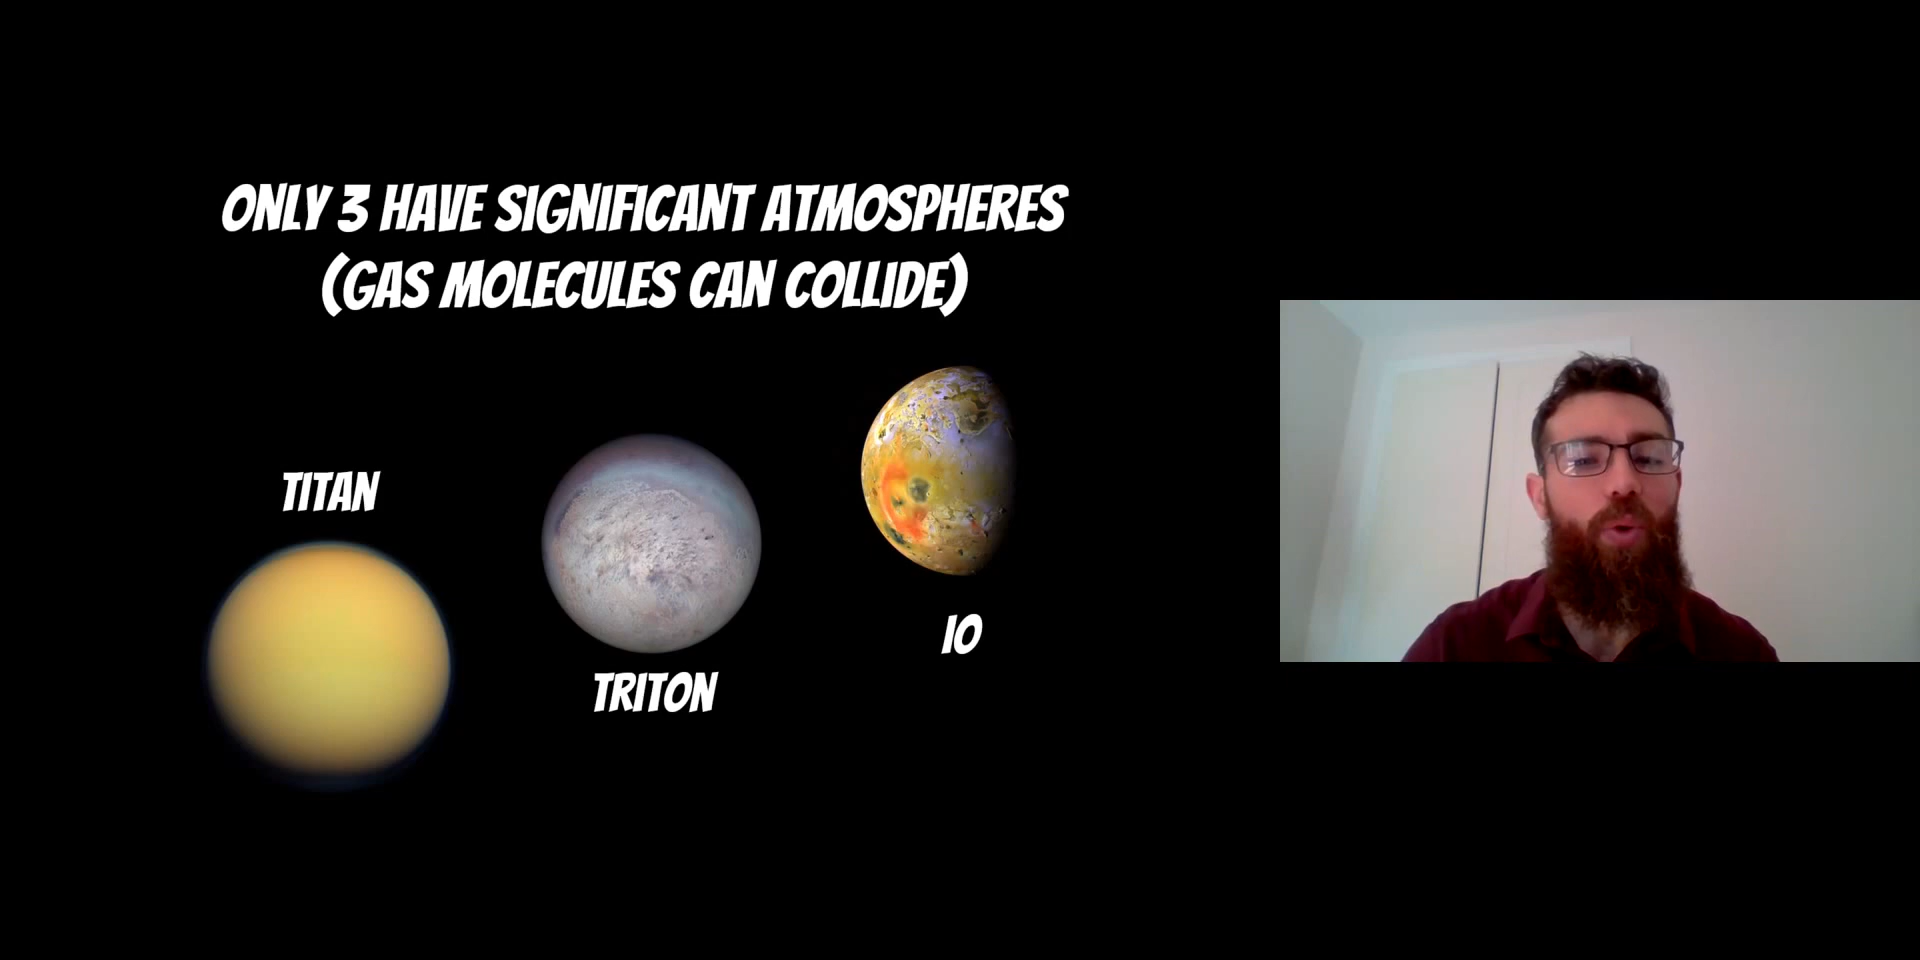 ONLY 3 HAVE SIGNIFICANT ATMOSPHERES
(GAS MOLECULES CAN COLLIDE)
TITAN
TRITON
IO